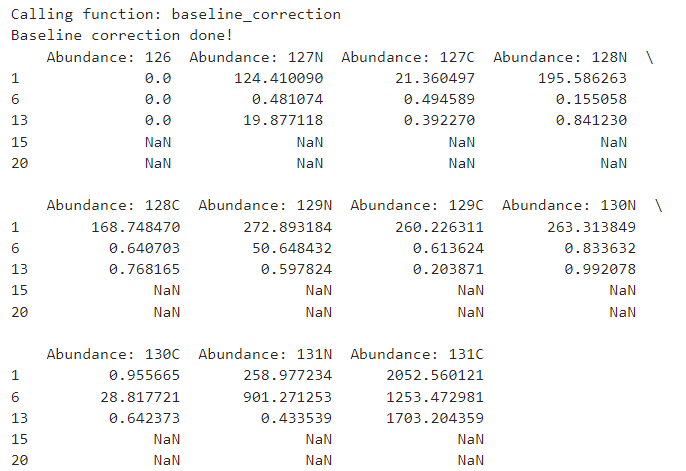 Calling function: baseline_correction
Baseline correction done!
    Abundance: 126  Abundance: 127N  Abundance: 127C  Abundance: 128N  \
1              0.0       124.410090        21.360497       195.586263
6              0.0         0.481074         0.494589         0.155058
13             0.0        19.877118         0.392270         0.841230
15             NaN              NaN              NaN              NaN
20             NaN              NaN              NaN              NaN
    Abundance: 128C  Abundance: 129N  Abundance: 129C  Abundance: 130N  \
1        168.748470       272.893184       260.226311       263.313849
6          0.640703        50.648432         0.613624         0.833632
13         0.768165         0.597824         0.203871         0.992078
15              NaN              NaN              NaN              NaN
20              NaN              NaN              NaN              NaN
    Abundance: 130C  Abundance: 131N  Abundance: 131C
1          0.955665       258.977234      2052.560121
6         28.817721       901.271253      1253.472981
13         0.642373         0.433539      1703.204359
15              NaN              NaN              NaN
20              NaN              NaN              NaN